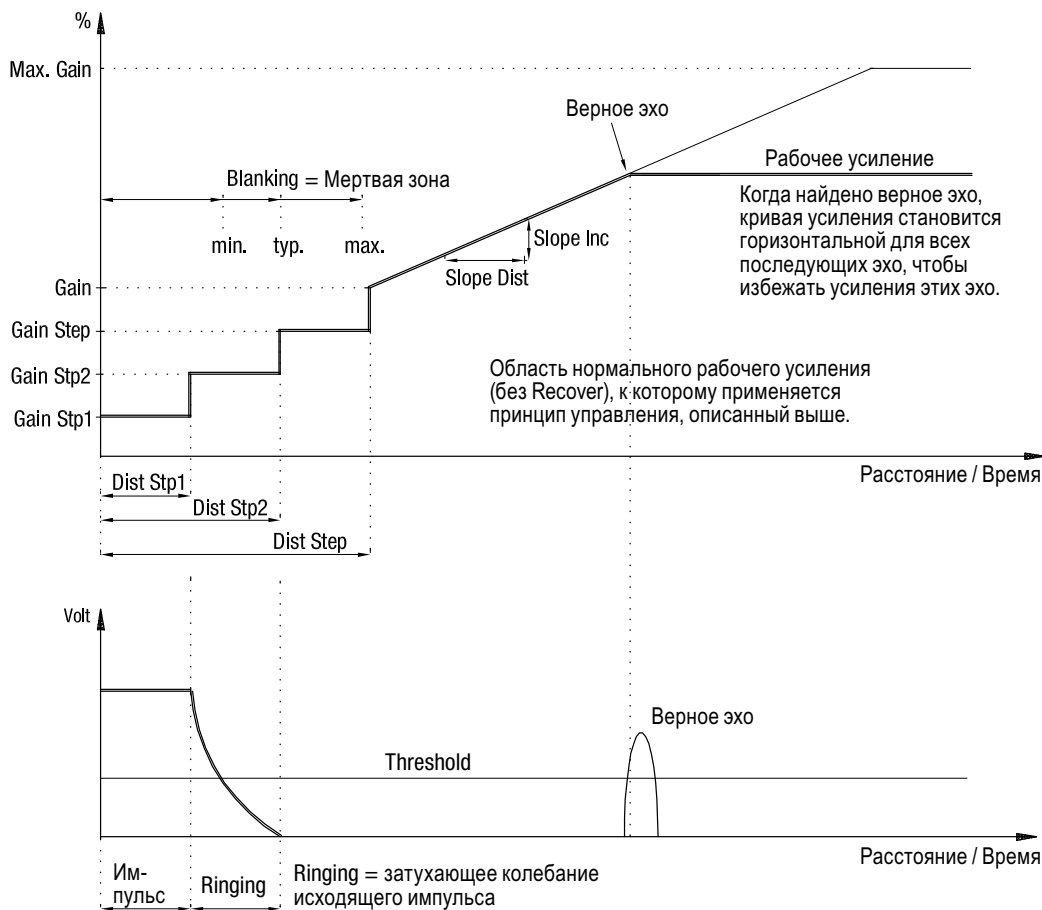 %
Max. Gain
Верное эхо
Рабочее усиление
Blanking = Мертвая зона
Когда найдено верное эхо,
кривая усиления становится
горизонтальной для всех
последующих эхо, чтобы
избежать усиления этих эхо.
min. typ. max.
Slope Inc
Slope Dist
Gain
Gain Step
Gain Stp2
Gain Stp1
Область нормального рабочего усиления
(без Recover), к которому применяется
принцип управления, описанный выше.
Расстояние / Время
Dist Stp1
Dist Stp2
Dist Step
Volt
Верное эхо
Threshold
Расстояние / Время
Им-
пульс
Ringing
Ringing = затухающее колебание
исходящего импульса